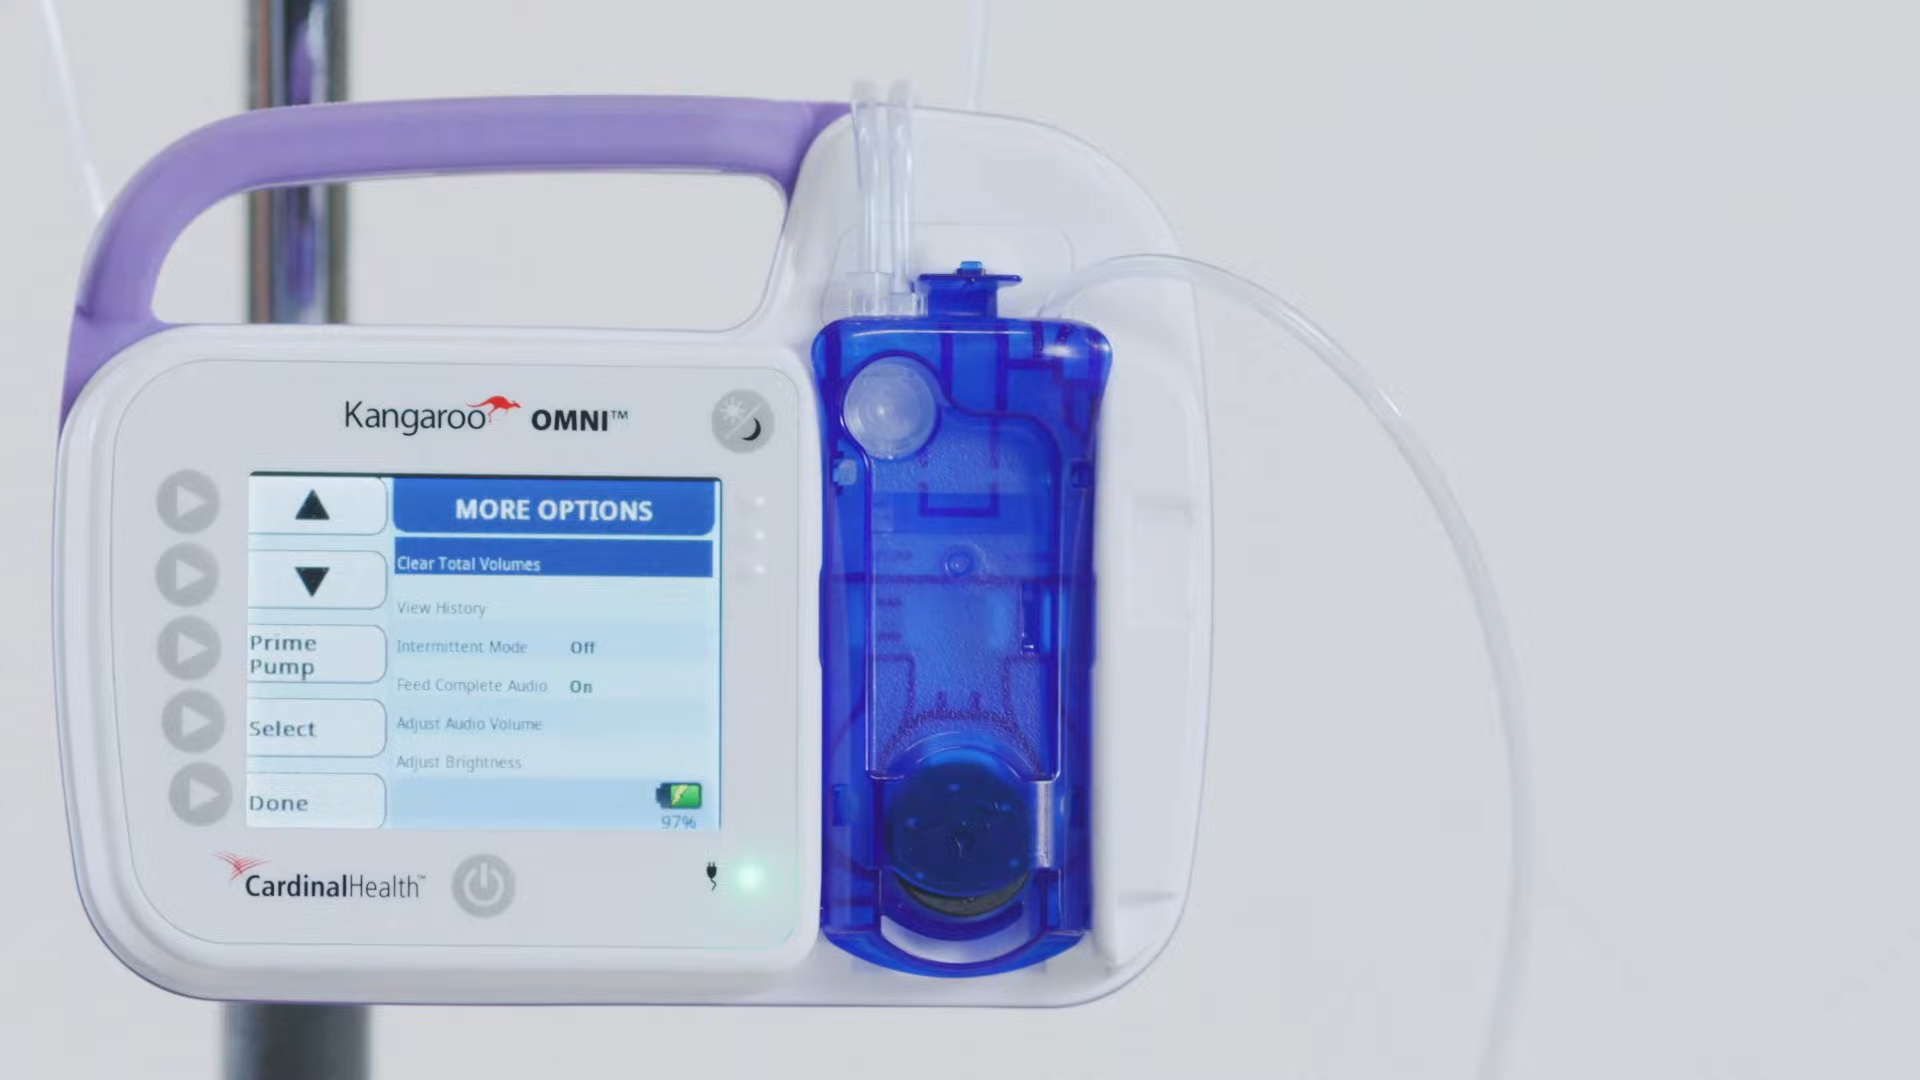 Kangaroo OMNI™
MORE OPTIONS
Clear Total Volumes
View History
Intermittent Mode Off
Feed Complete Audio On
Adjust Audio Volume
Adjust Brightness
Prime
Pump
Select
Done
97%
CardinalHealth™